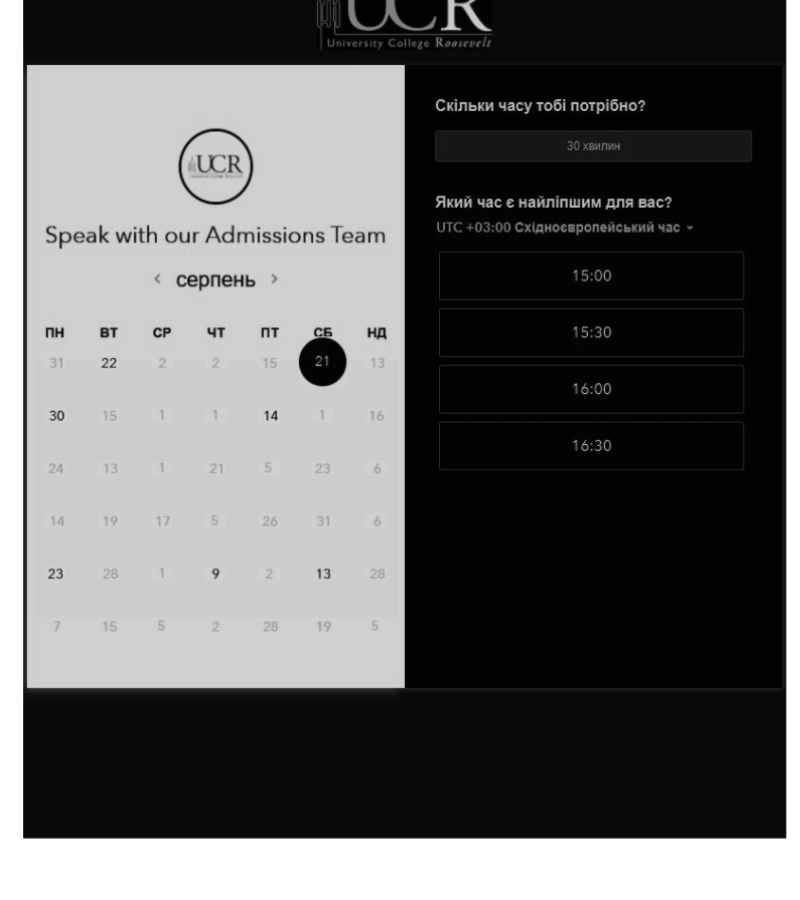 UCR
University College Roosevelt
UCR
Speak with our Admissions Team
< серпень >
ПН ВТ СР ЧТ ПТ СБ НД
31 22 2 2 15 21 13
30 15 1 1 14 1 16
24 13 1 21 5 23 6
14 19 17 5 26 31 6
23 28 1 9 2 13 28
7 15 5 2 28 19 5
Скільки часу тобі потрібно?
30 хвилин
Який час є найліпшим для вас?
UTC +03:00 Східноєвропейський час
15:00
15:30
16:00
16:30